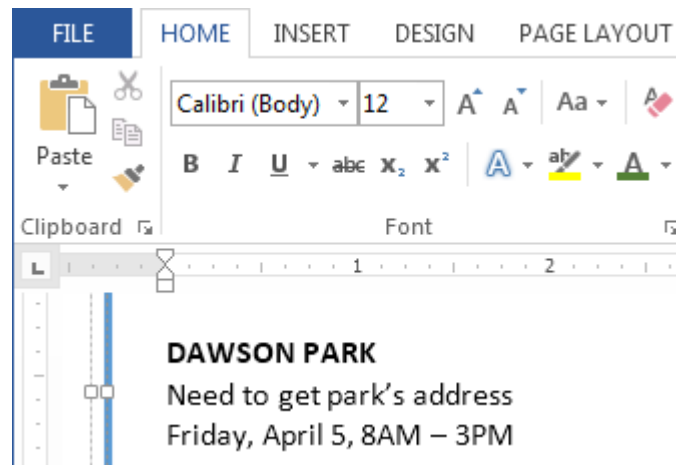 FILE HOME INSERT DESIGN PAGE LAYOUT
Calibri (Body) 12 A A Aa A
Paste B I U abc X₂ X² A ab A
Clipboard Font
L 1 2
DAWSON PARK
Need to get park's address
Friday, April 5, 8AM – 3PM